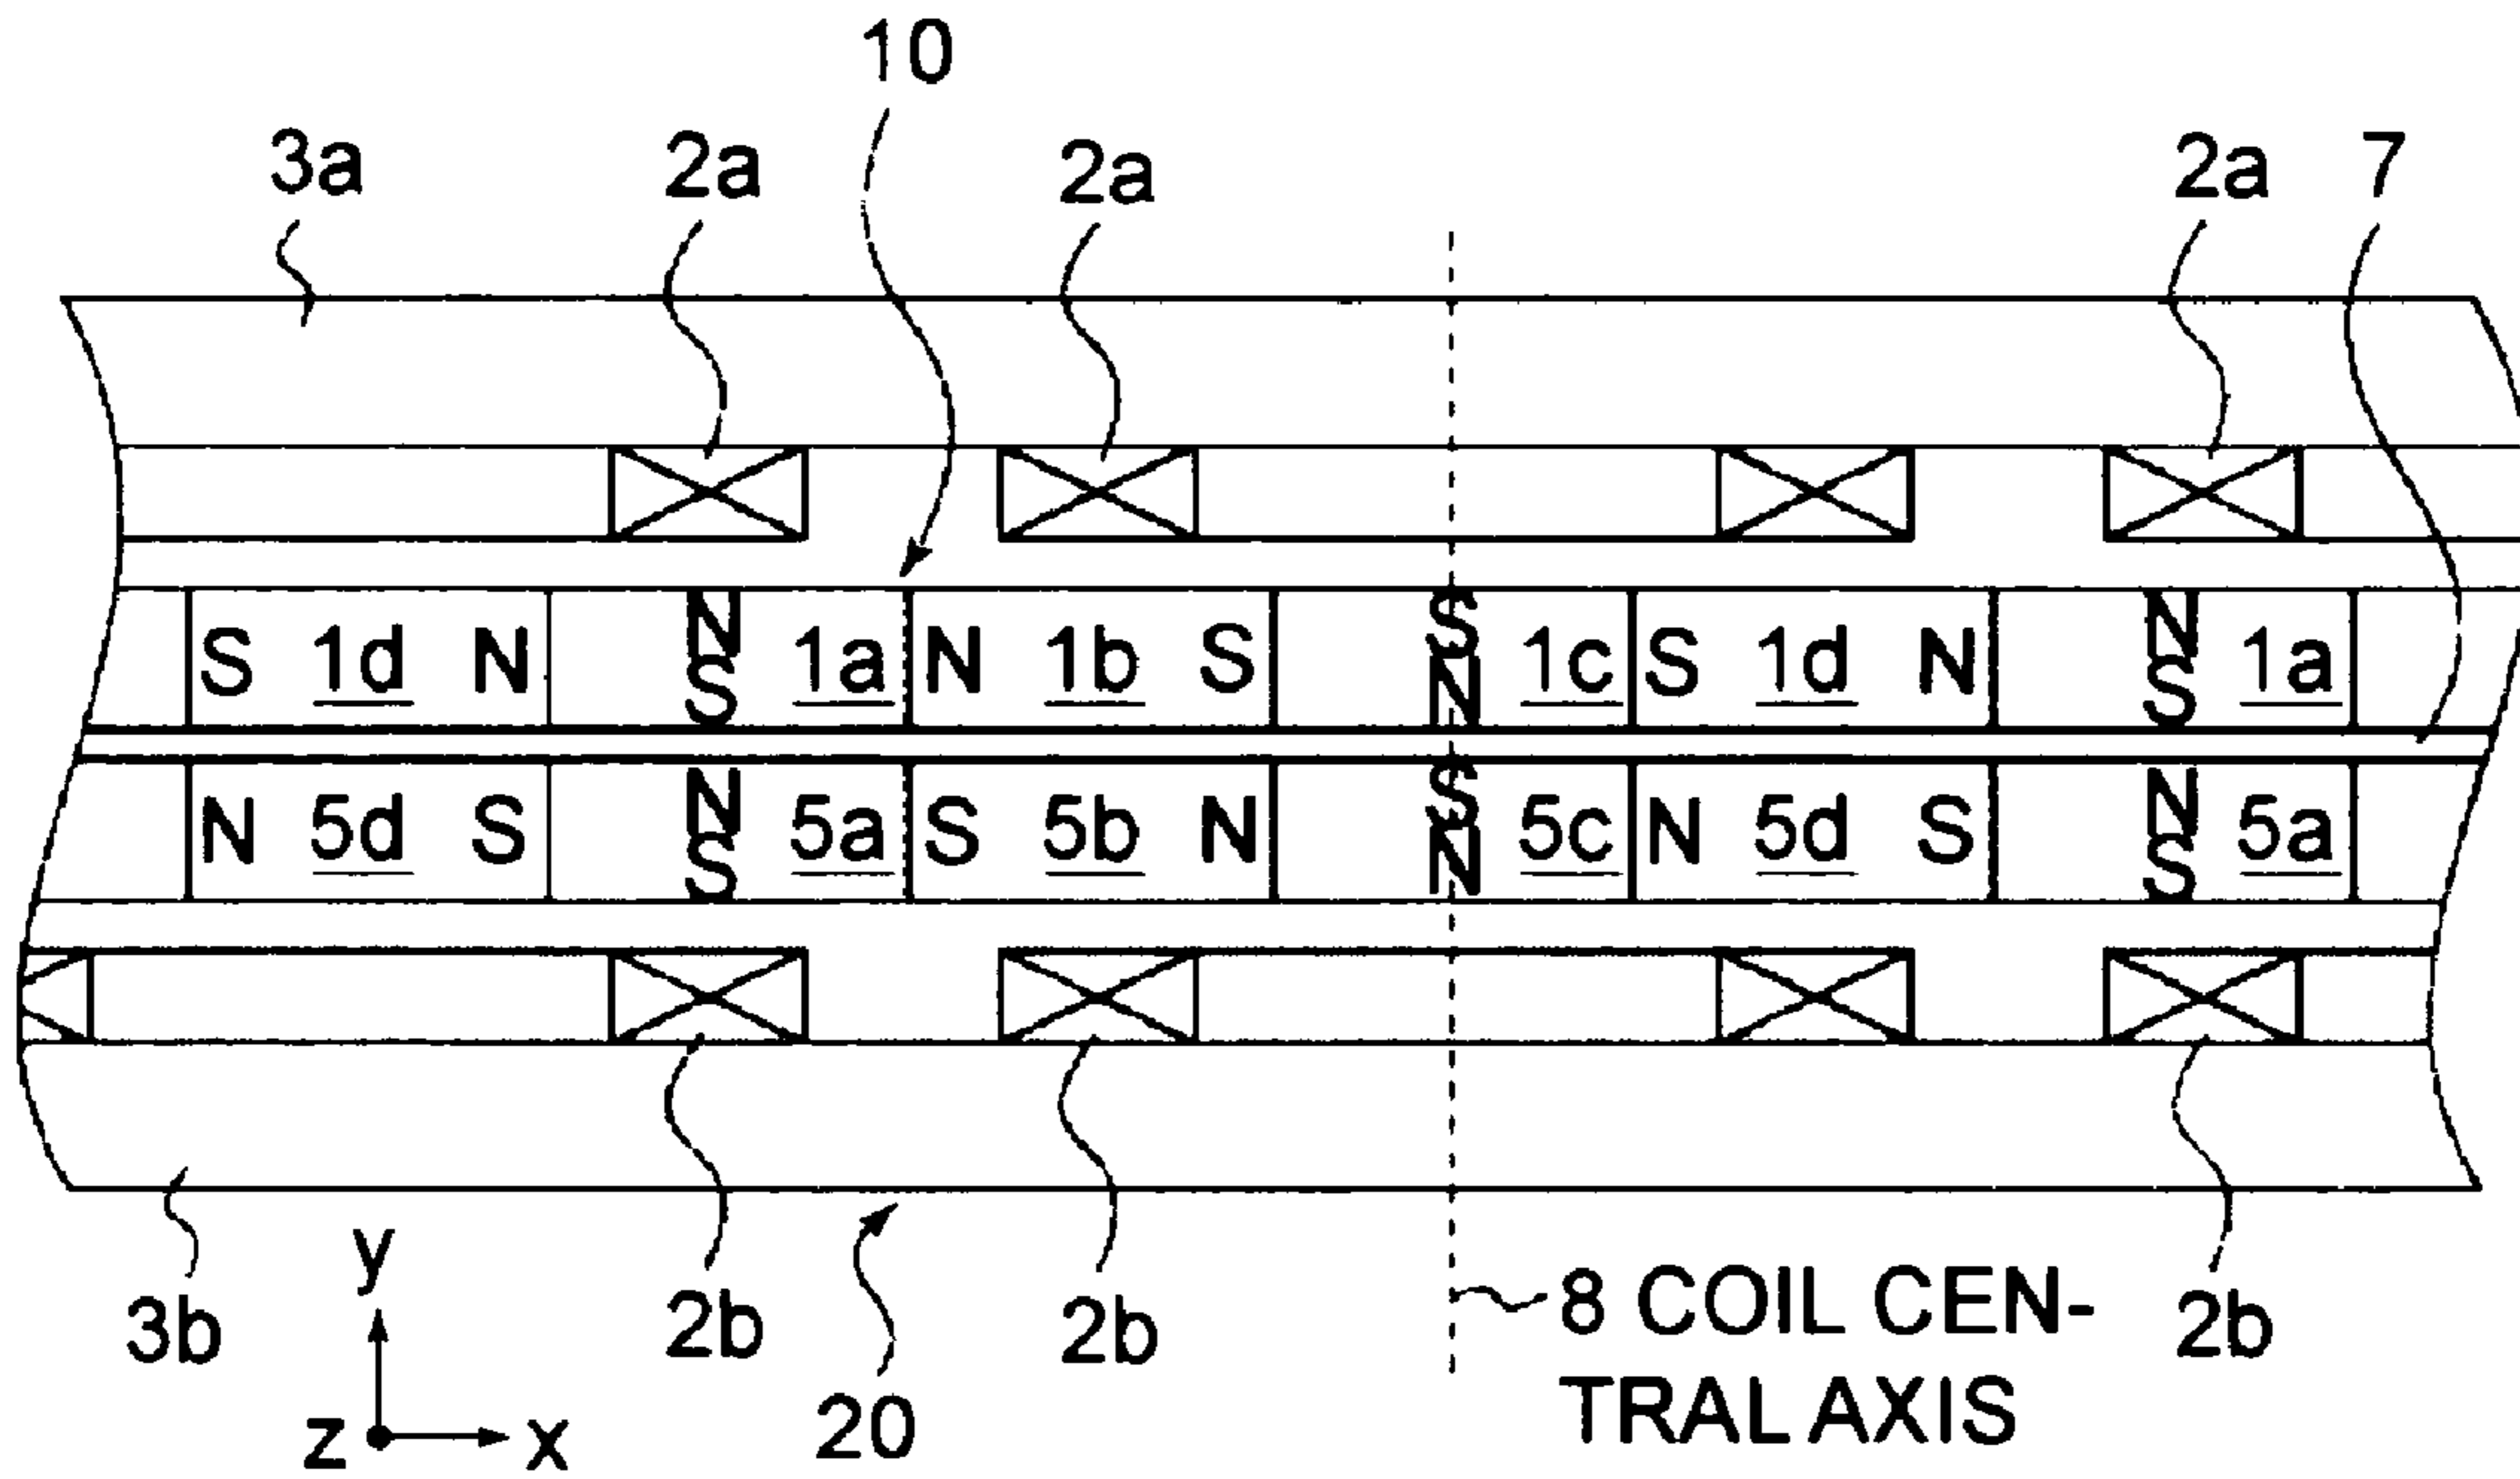 10
3a 2a 2a 2a 7
S 1d N N S 1a N 1b S S N 1c S 1d N N S 1a
N 5d S N S 5a S 5b N S N 5c N 5d S N S 5a
3b 2b 2b 8 COIL CEN- 2b
y
20 TRAL AXIS
z x